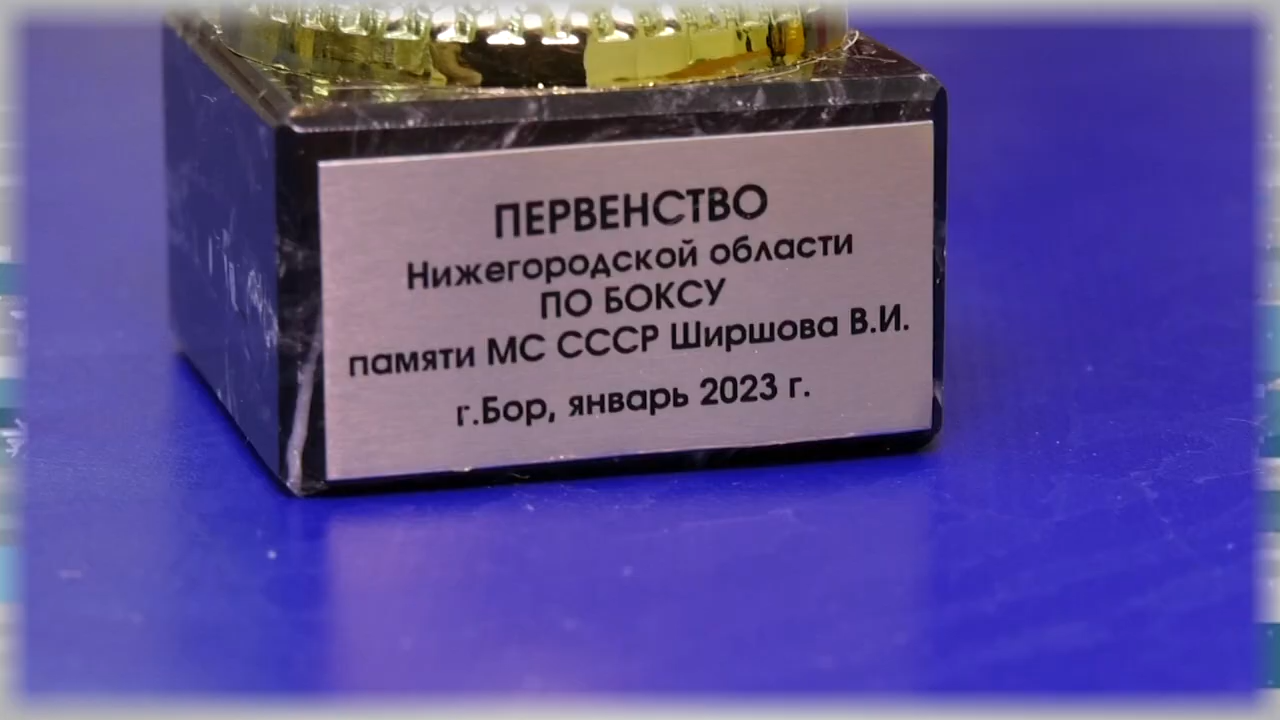 ПЕРВЕНСТВО
Нижегородской области
ПО БОКСУ
памяти МС СССР Ширшова В.И.
г.Бор, январь 2023 г.